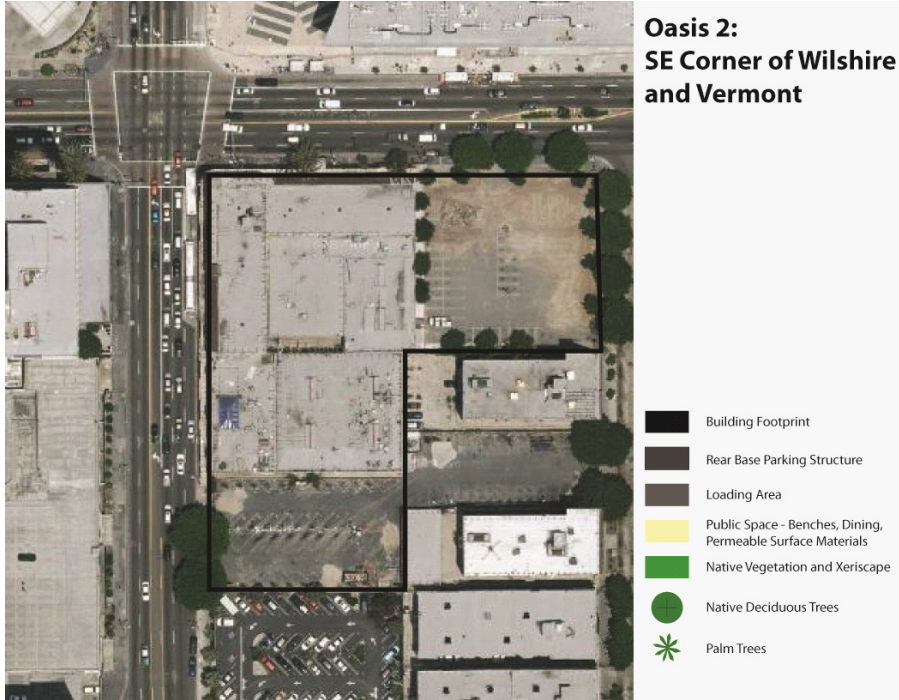 Oasis 2:
SE Corner of Wilshire
and Vermont
Building Footprint
Rear Base Parking Structure
Loading Area
Public Space - Benches, Dining,
Permeable Surface Materials
Native Vegetation and Xeriscape
Native Deciduous Trees
Palm Trees